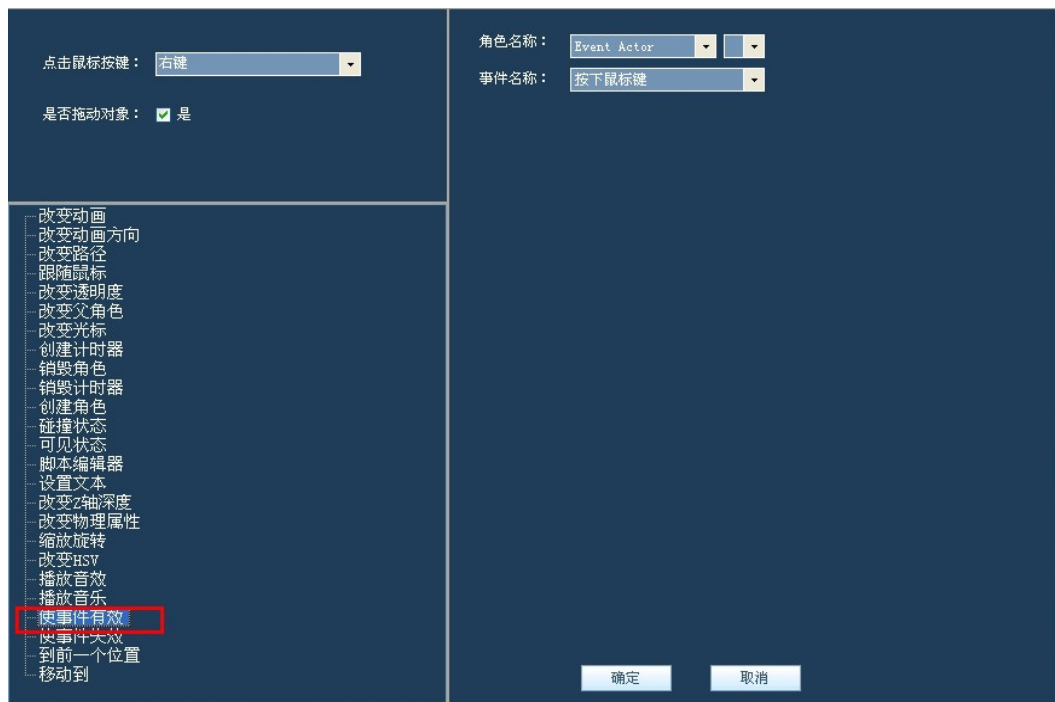 点击鼠标按键： 右键
是否拖动对象： 是
角色名称： Event Actor
事件名称： 按下鼠标键
改变动画
改变动画方向
改变路径
跟随鼠标
改变透明度
改变父角色
改变光标
创建计时器
销毁角色
销毁计时器
创建角色
碰撞状态
可见状态
脚本编辑器
设置文本
改变Z轴深度
改变物理属性
缩放旋转
改变HSV
播放音效
播放音乐
使事件有效
使事件失效
到前一个位置
移动到
确定 取消